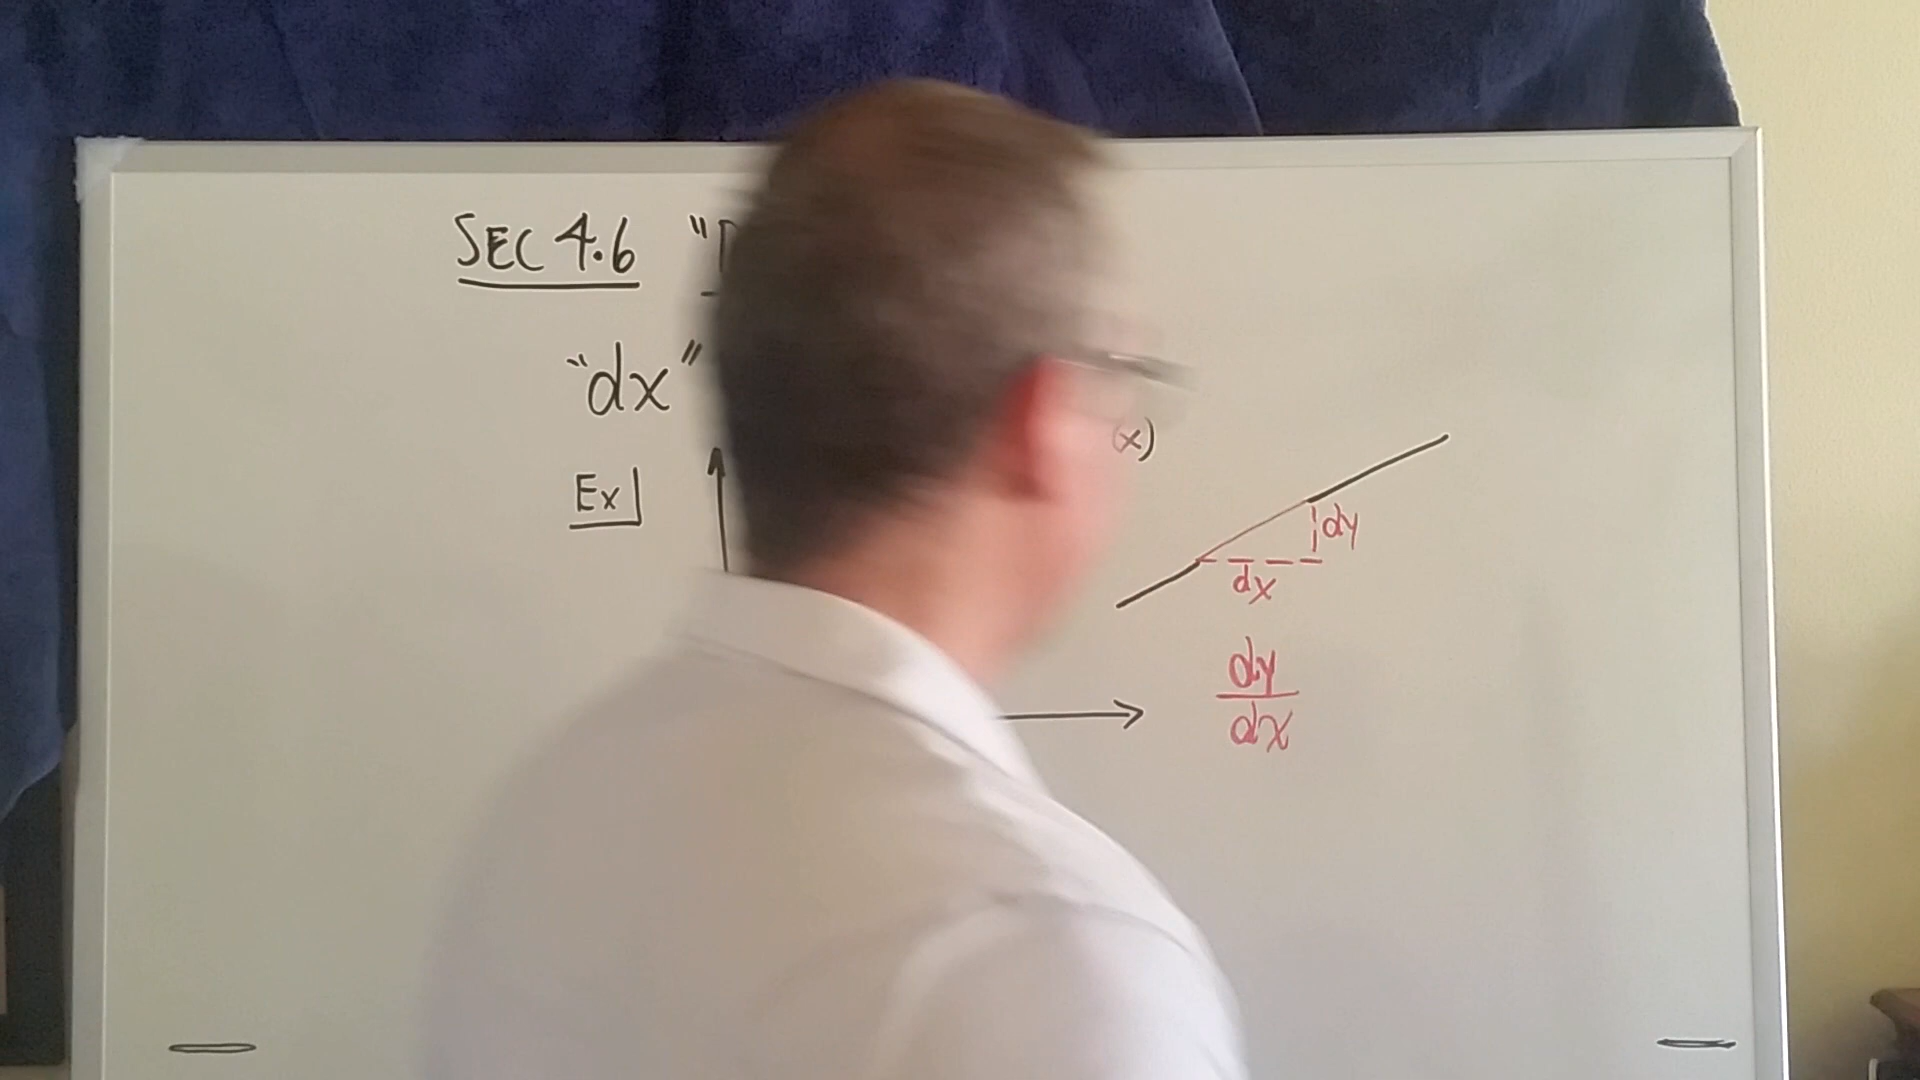 SEC 4.6 "
"dx"
(x)
Ex
dy
dx
dy
dx